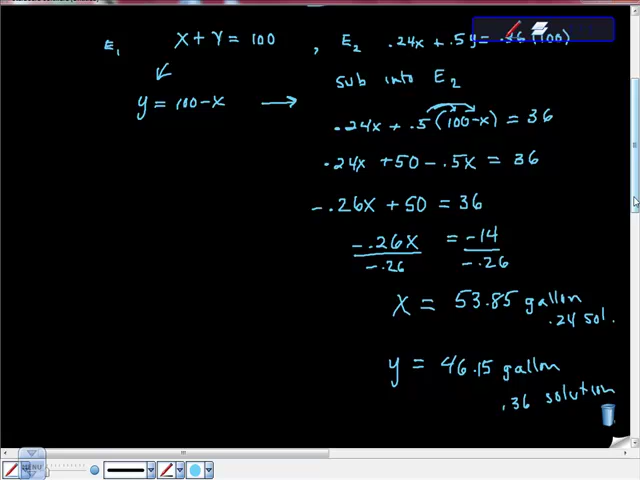 E₁ X + Y = 100 , E₂ .24x + .5y = .36 (100)
sub into E₂
y = 100 - x →
.24x + .5 (100 - x) = 36
.24x + 50 - .5x = 36
-.26x + 50 = 36
-.26x = -14
-.26 -.26
x = 53.85 gallon
.24 sol.
y = 46.15 gallon
.36 solution
MENU